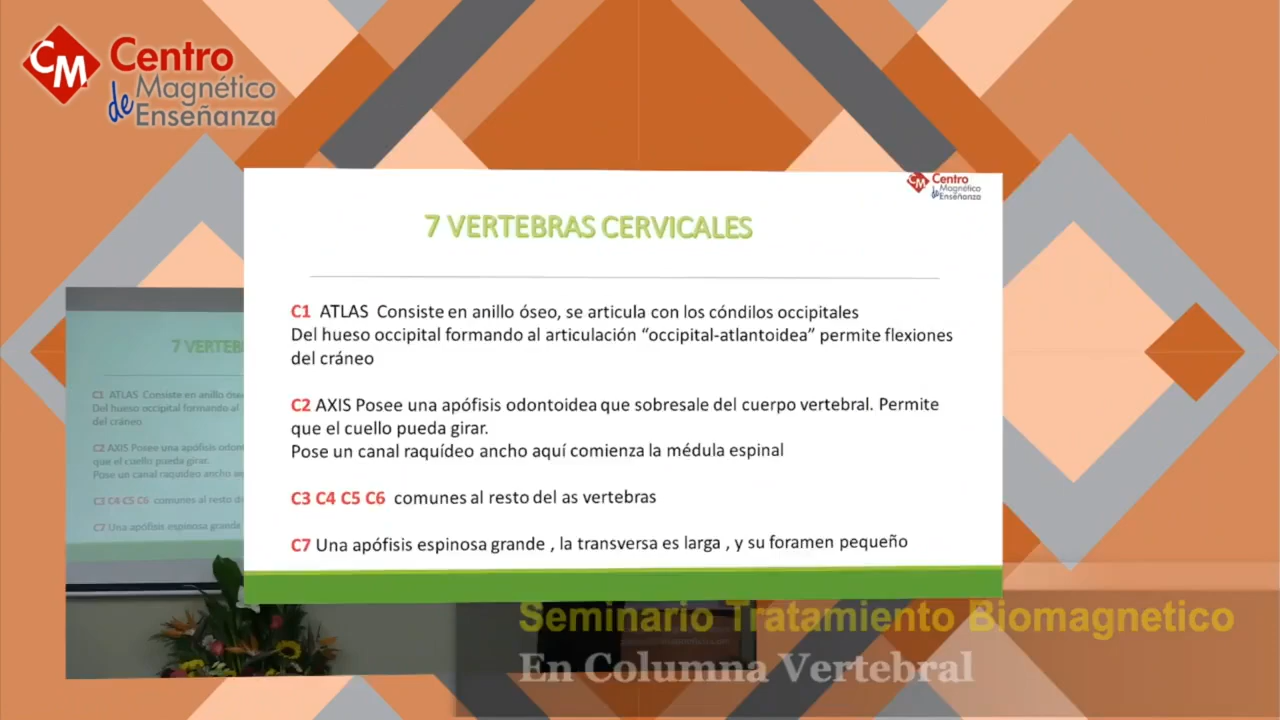 CM Centro
Magnético
de Enseñanza
CM Centro
Magnético
de Enseñanza
7 VERTEBRAS CERVICALES
C1 ATLAS Consiste en anillo óseo, se articula con los cóndilos occipitales
Del hueso occipital formando al articulación “occipital-atlantoidea” permite flexiones
del cráneo
C2 AXIS Posee una apófisis odontoidea que sobresale del cuerpo vertebral. Permite
que el cuello pueda girar.
Pose un canal raquídeo ancho aquí comienza la médula espinal
C3 C4 C5 C6 comunes al resto del as vertebras
C7 Una apófisis espinosa grande , la transversa es larga , y su foramen pequeño
7 VERTEB
C1 ATLAS Consiste en anillo óseo
Del hueso occipital formando al
del cráneo
C2 AXIS Posee una apófisis odon
que el cuello pueda girar.
Pose un canal raquídeo ancho
C3 C4 C5 C6 comunes al resto d
C7 Una apófisis espinosa grande
Seminario Tratamiento Biomagnetico
En Columna Vertebral